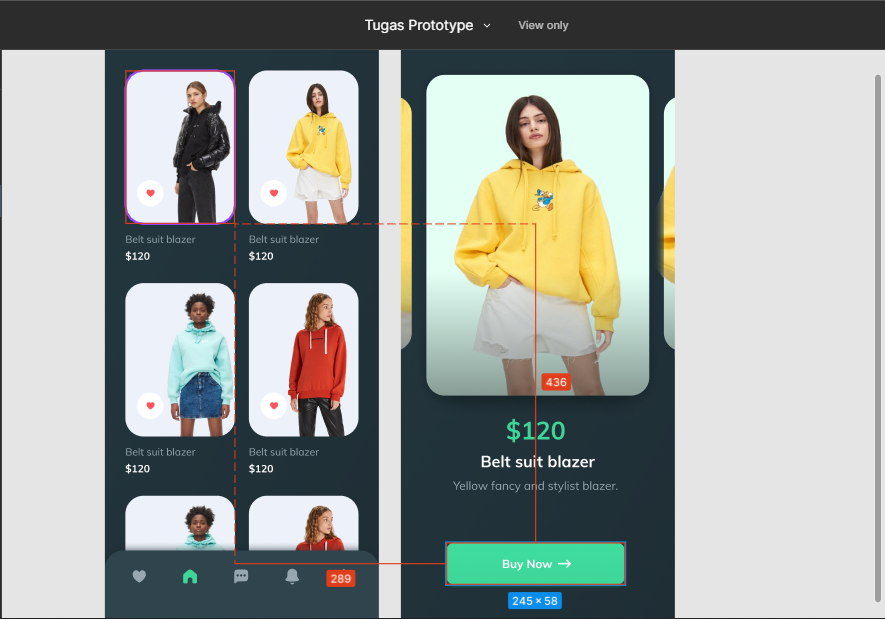 Tugas Prototype
View only
Belt suit blazer
$120
Belt suit blazer
$120
Belt suit blazer
$120
Belt suit blazer
$120
289
436
$120
Belt suit blazer
Yellow fancy and stylist blazer.
Buy Now
245 × 58